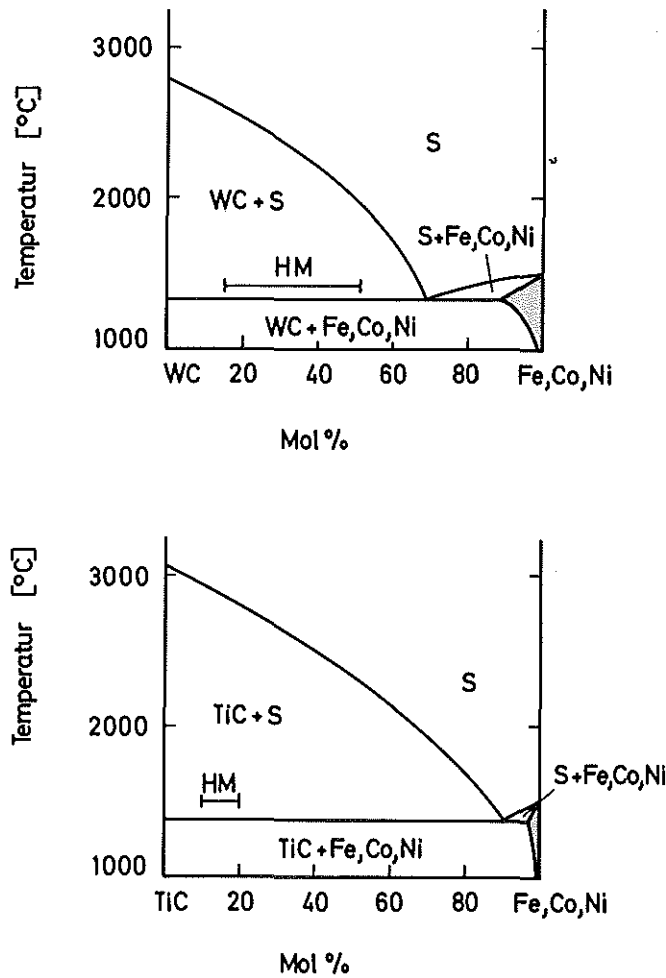 Temperatur [°C]
3000
2000
1000
S
WC + S
S+Fe,Co,Ni
HM
WC + Fe,Co,Ni
WC 20 40 60 80 Fe,Co,Ni
Mol %
Temperatur [°C]
3000
2000
1000
S
TiC + S
S+Fe,Co,Ni
HM
TiC + Fe,Co,Ni
TiC 20 40 60 80 Fe,Co,Ni
Mol %